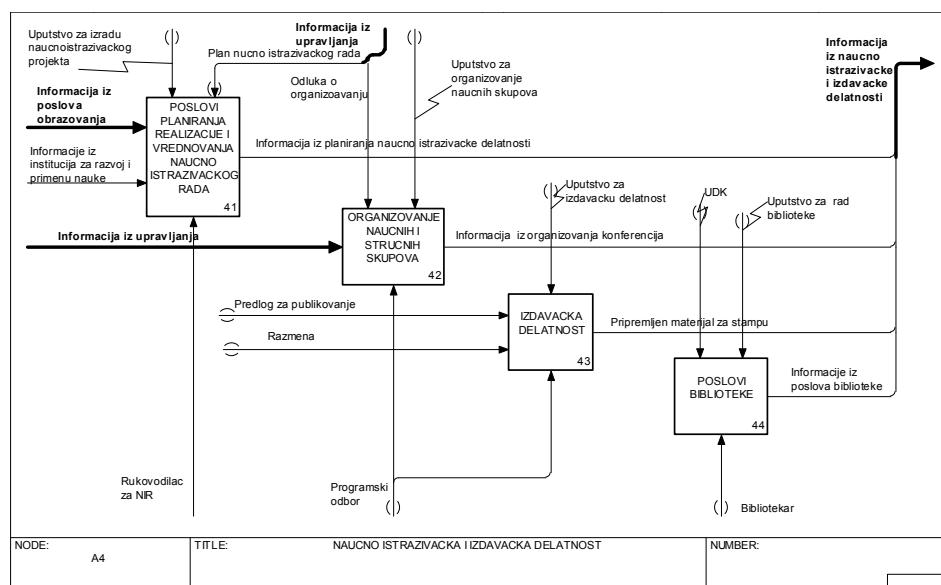 Uputstvo za izradu
naucnoistrazivackog
projekta
Informacija iz
upravljanja
Plan nucno istrazivackog rada
Odluka o
organizoavanju
Uputstvo za
organizovanje
naucnih skupova
Informacija
iz naucno
istrazivacke
i izdavacke
delatnosti
Informacija iz
poslova
obrazovanja
Informacije iz
institucija za razvoj i
primenu nauke
POSLOVI
PLANIRANJA
REALIZACIJE I
VREDNOVANJA
NAUCNO
ISTRAZIVACKOG
RADA
41
Informacija iz planiranja naucno istrazivacke delatnosti
Informacija iz upravljanja
ORGANIZOVANJE
NAUCNIH I
STRUCNIH
SKUPOVA
42
Informacija iz organizovanja konferencija
Uputstvo za
izdavacku delatnost
UDK
Uputstvo za rad
biblioteke
Predlog za publikovanje
Razmena
IZDAVACKA
DELATNOST
43
Pripremljen materijal za stampu
POSLOVI
BIBLIOTEKE
44
Informacije iz
poslova biblioteke
Rukovodilac
za NIR
Programski
odbor
Bibliotekar
NODE:
A4
TITLE:
NAUCNO ISTRAZIVACKA I IZDAVACKA DELATNOST
NUMBER: